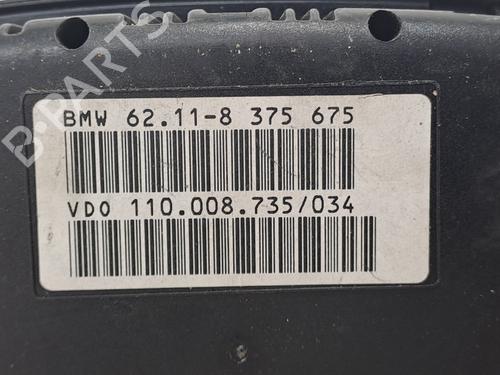 B-PARTS
BMW 62.11-8 375 675
VDO 110.008.735/034